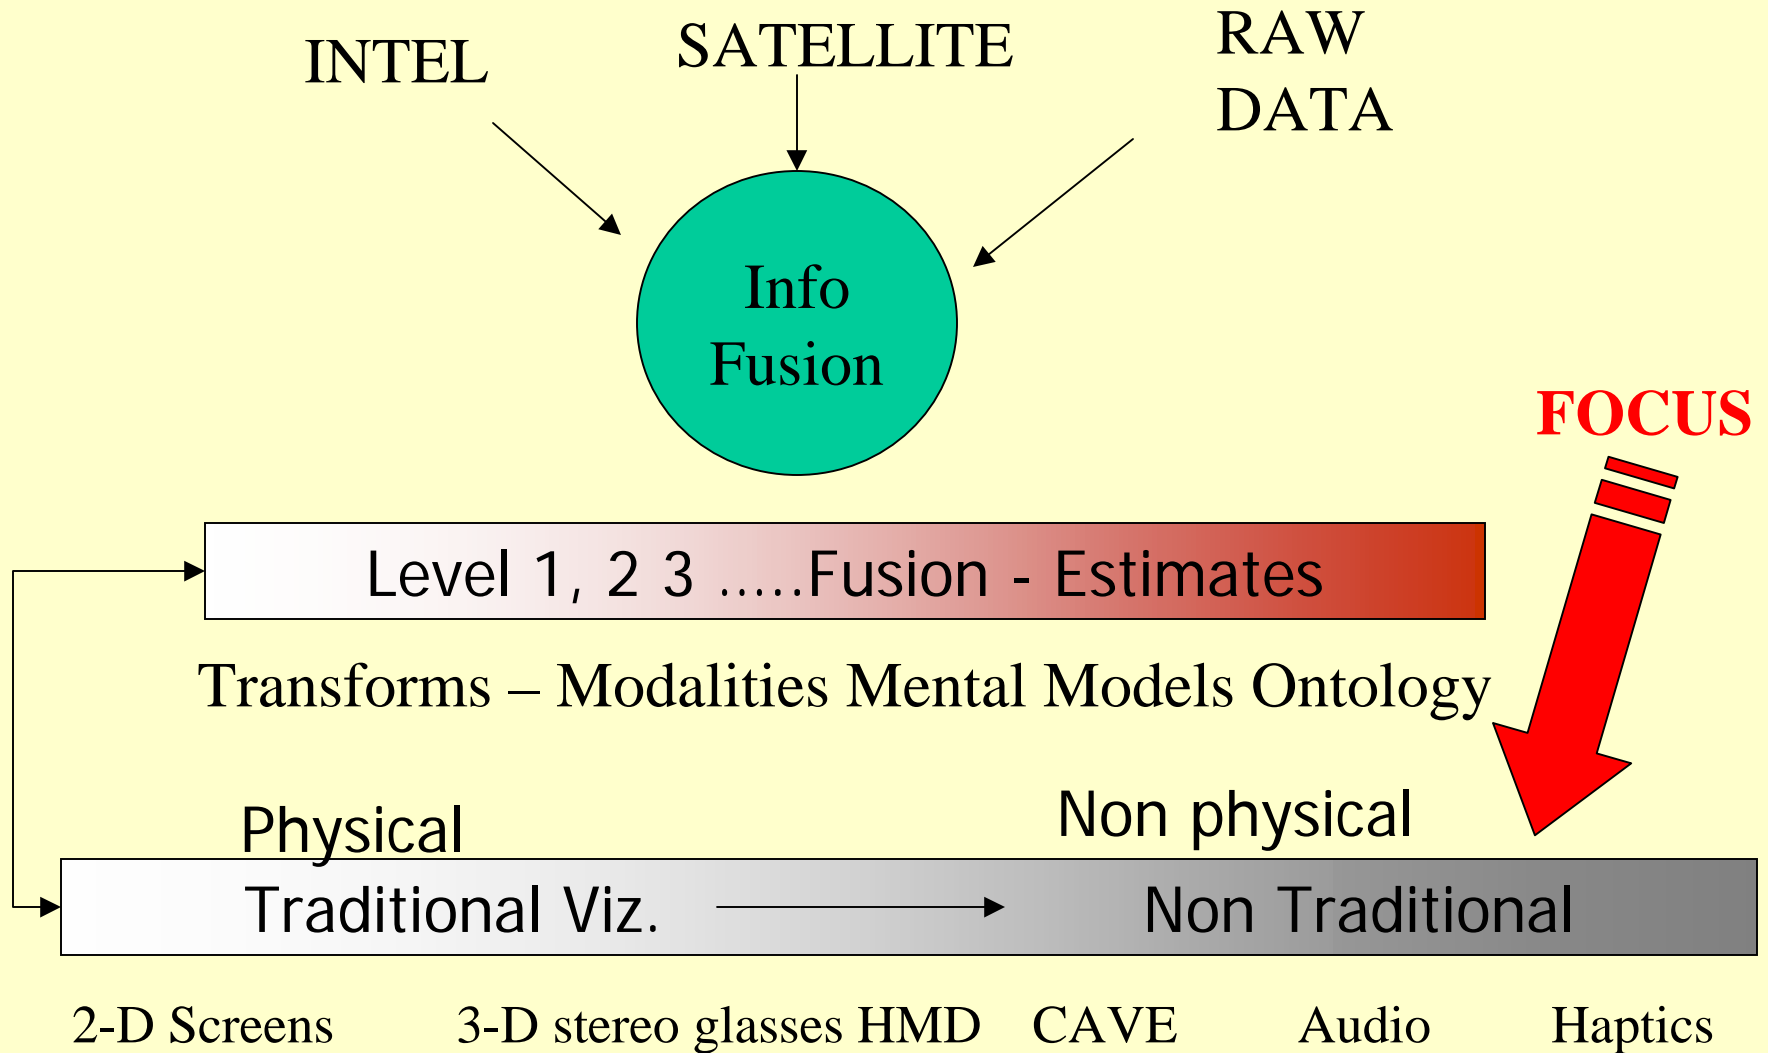 INTEL
SATELLITE
RAW
DATA
Info
Fusion
FOCUS
Level 1, 2 3 .....Fusion - Estimates
Transforms – Modalities Mental Models Ontology
Physical
Non physical
Traditional Viz.
Non Traditional
2-D Screens 3-D stereo glasses HMD CAVE Audio Haptics